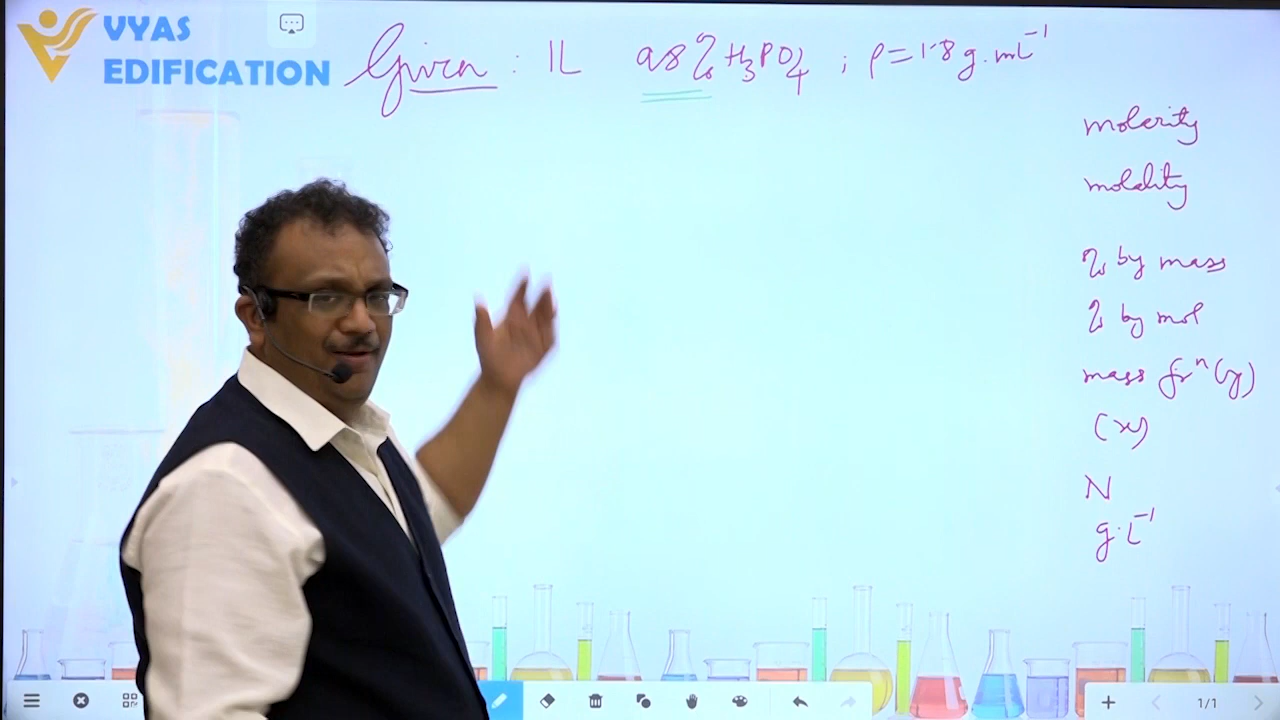 VYAS
EDIFICATION
Given : 1L 98% H₃PO₄ ; ρ = 1.8 g.mL⁻¹
molarity
molality
% by mass
% by mol
mass frⁿ (y)
(x)
N
g.L⁻¹
1/1